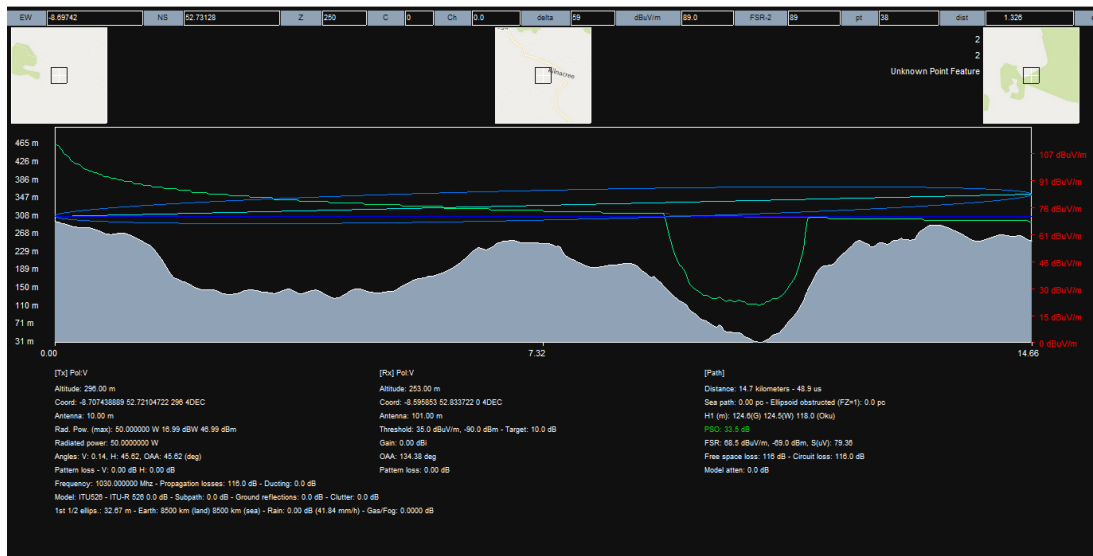 EW -8.69742 NS 52.73128 Z 250 C 0 Ch 0.0 delta 59 dBuV/m 89.0 FSR-2 89 pt 38 dist 1.326
2
2
Kilnacree
Unknown Point Feature
465 m
426 m
386 m
347 m
308 m
268 m
229 m
189 m
150 m
110 m
71 m
31 m
107 dBuV/m
91 dBuV/m
76 dBuV/m
61 dBuV/m
46 dBuV/m
30 dBuV/m
15 dBuV/m
0 dBuV/m
0.00 7.32 14.66
[Tx] Pol:V
Altitude: 296.00 m
Coord: -8.707438889 52.72104722 296 4DEC
Antenna: 10.00 m
Rad. Pow. (max): 50.000000 W 16.99 dBW 46.99 dBm
Radiated power: 50.0000000 W
Angles: V: 0.14, H: 45.62, OAA: 45.62 (deg)
Pattern loss - V: 0.00 dB H: 0.00 dB
Frequency: 1030.000000 Mhz - Propagation losses: 116.0 dB - Ducting: 0.0 dB
Model: ITU526 - ITU-R 526 0.0 dB - Subpath: 0.0 dB - Ground reflections: 0.0 dB - Clutter: 0.0 dB
1st 1/2 ellips.: 32.67 m - Earth: 8500 km (land) 8500 km (sea) - Rain: 0.00 dB (41.84 mm/h) - Gas/Fog: 0.0000 dB
[Rx] Pol:V
Altitude: 253.00 m
Coord: -8.595853 52.833722 0 4DEC
Antenna: 101.00 m
Threshold: 35.0 dBuV/m, -90.0 dBm - Target: 10.0 dB
Gain: 0.00 dBi
OAA: 134.38 deg
Pattern loss: 0.00 dB
[Path]
Distance: 14.7 kilometers - 48.9 us
Sea path: 0.00 pc - Ellipsoid obstructed (FZ=1): 0.0 pc
H1 (m): 124.6(G) 124.5(W) 118.0 (Oku)
PSO: 33.5 dB
FSR: 68.5 dBuV/m, -69.0 dBm, S(uV): 79.36
Free space loss: 116 dB - Circuit loss: 116.0 dB
Model atten: 0.0 dB